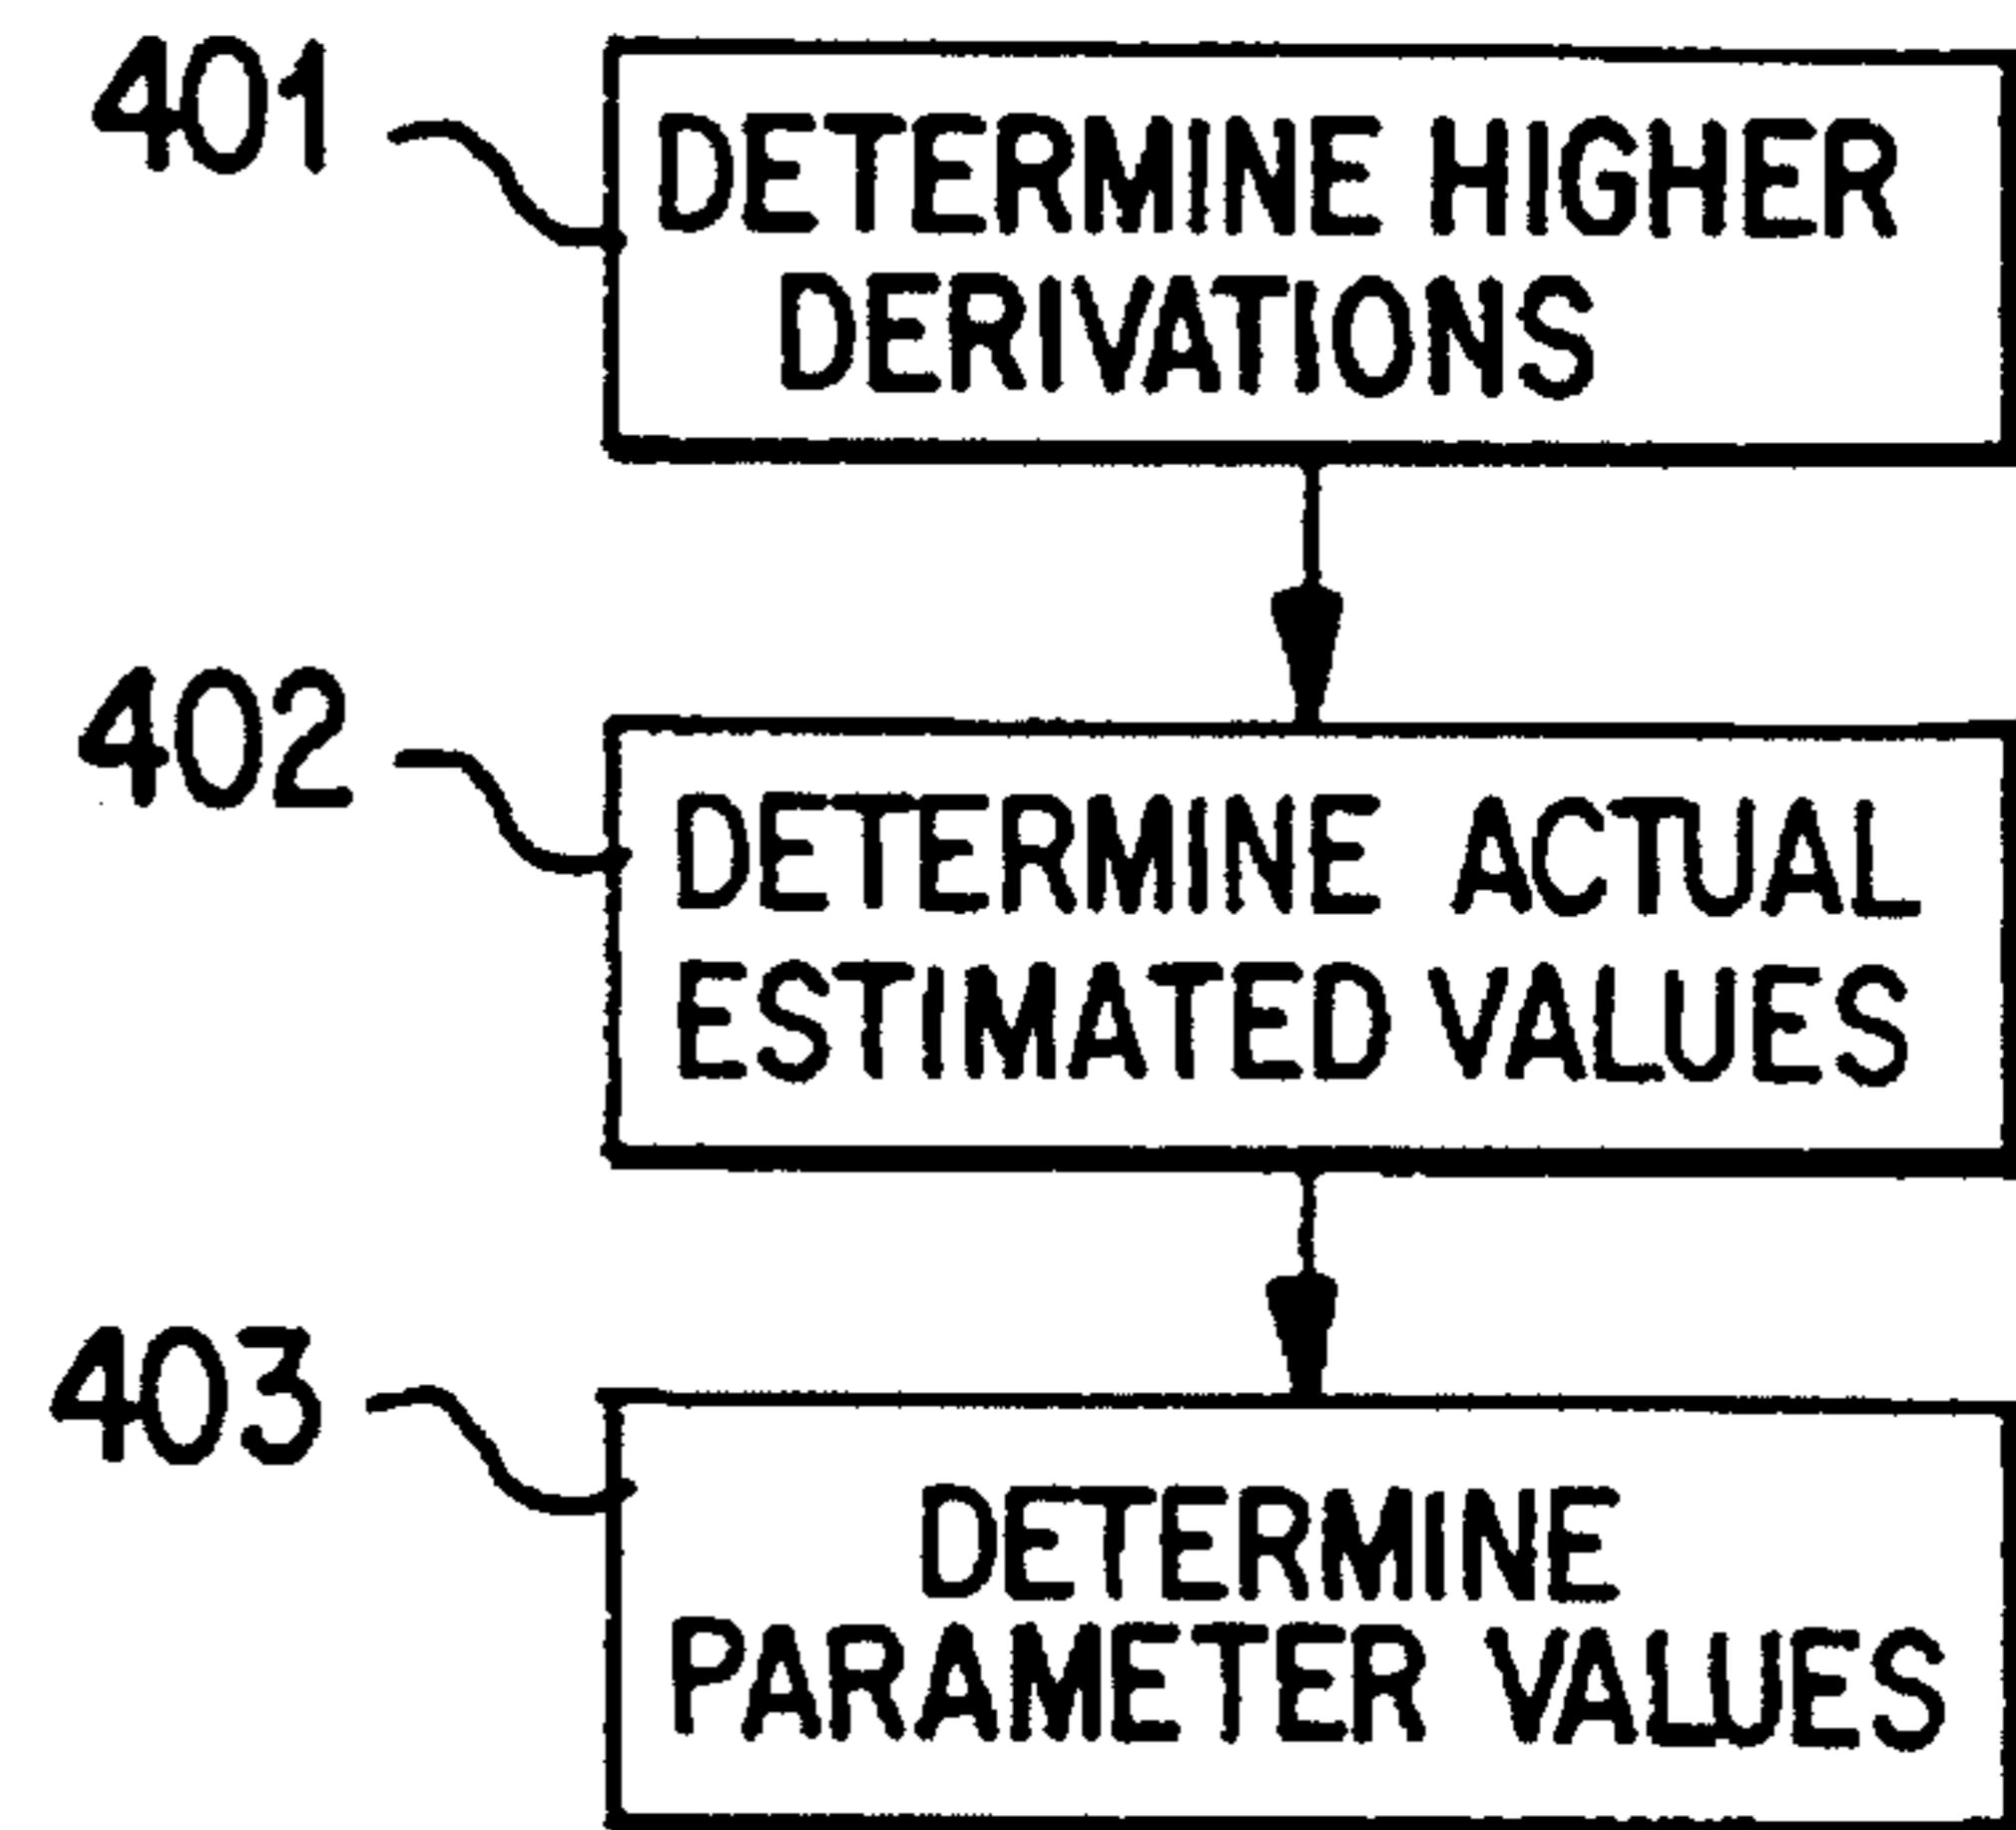 401
DETERMINE HIGHER
DERIVATIONS
402
DETERMINE ACTUAL
ESTIMATED VALUES
403
DETERMINE
PARAMETER VALUES